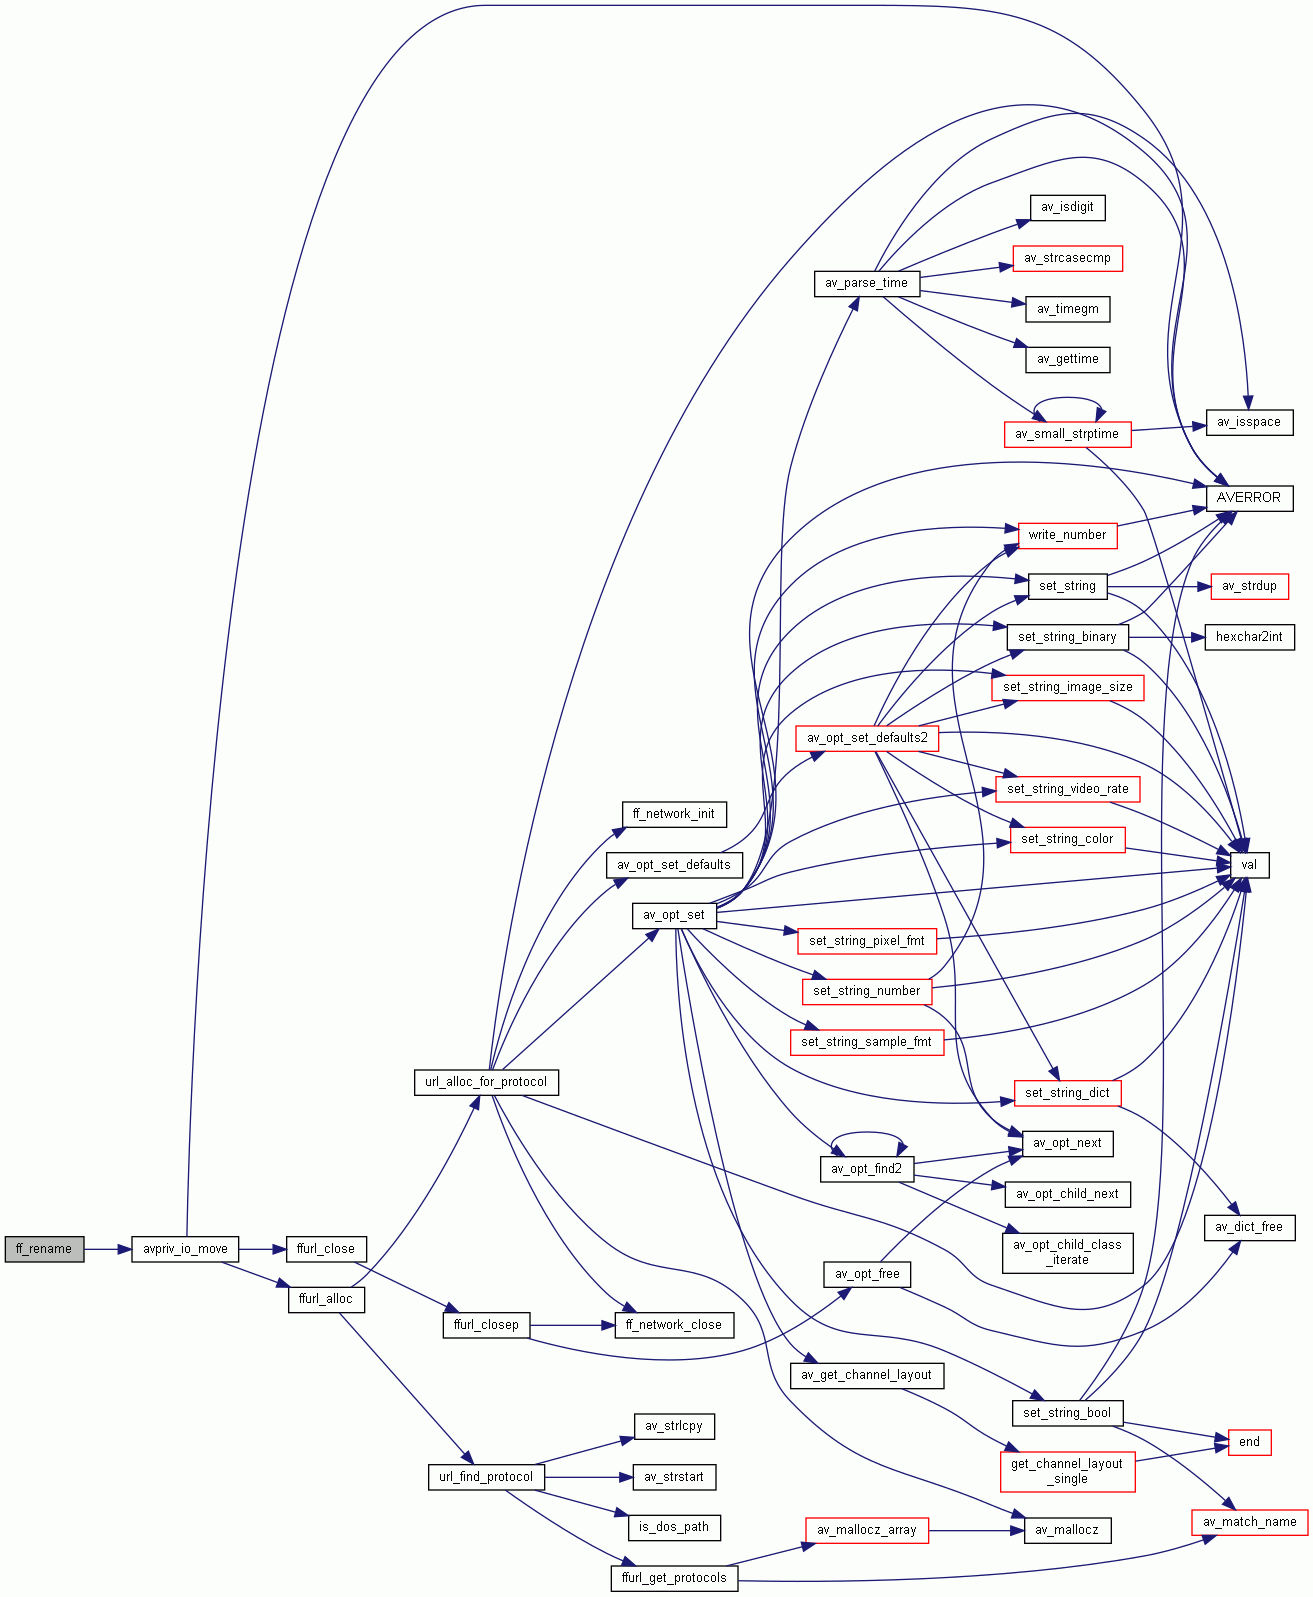 av_isdigit
av_strcasecmp
av_parse_time
av_timegm
av_gettime
av_isspace
av_small_strptime
AVERROR
write_number
set_string
av_strdup
set_string_binary
hexchar2int
set_string_image_size
av_opt_set_defaults2
set_string_video_rate
ff_network_init
set_string_color
av_opt_set_defaults
val
av_opt_set
set_string_pixel_fmt
set_string_number
set_string_sample_fmt
url_alloc_for_protocol
set_string_dict
av_opt_next
av_opt_find2
av_opt_child_next
av_dict_free
av_opt_child_class
_iterate
ff_rename
avpriv_io_move
ffurl_close
av_opt_free
ffurl_alloc
ffurl_closep
ff_network_close
av_get_channel_layout
set_string_bool
av_strlcpy
end
get_channel_layout
_single
url_find_protocol
av_strstart
is_dos_path
av_mallocz_array
av_mallocz
av_match_name
ffurl_get_protocols